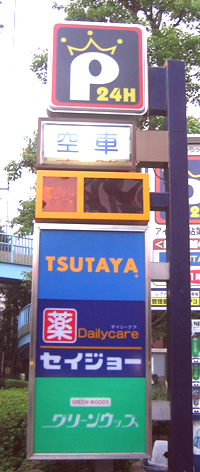 P
24H
空車
TSUTAYA
薬
デイリーケア
Dailycare
セイジョー
GREEN WOODS
グリーンウッズ